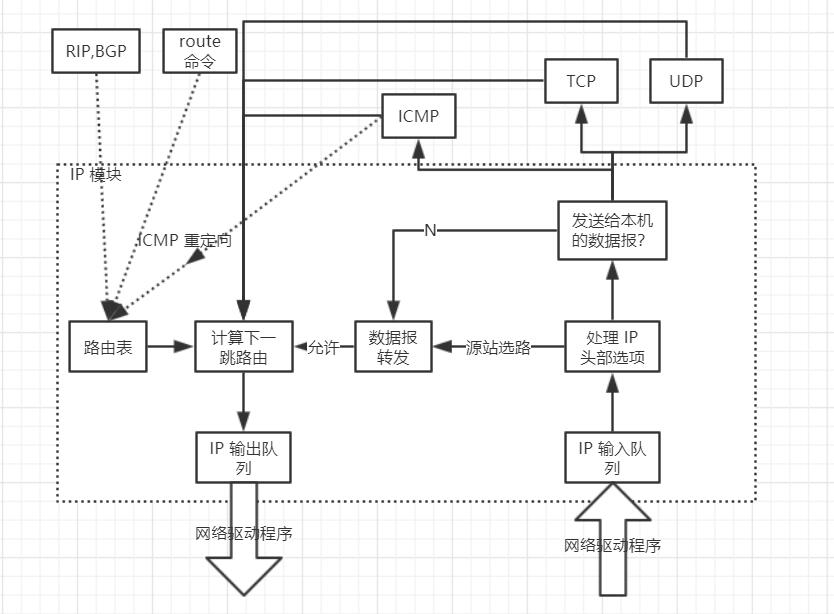 RIP,BGP
route
命令
TCP
UDP
ICMP
IP 模块
ICMP 重定向
发送给本机
的数据报?
N
路由表
计算下一
跳路由
允许
数据报
转发
源站选路
处理 IP
头部选项
IP 输出队
列
IP 输入队
列
网络驱动程序
网络驱动程序